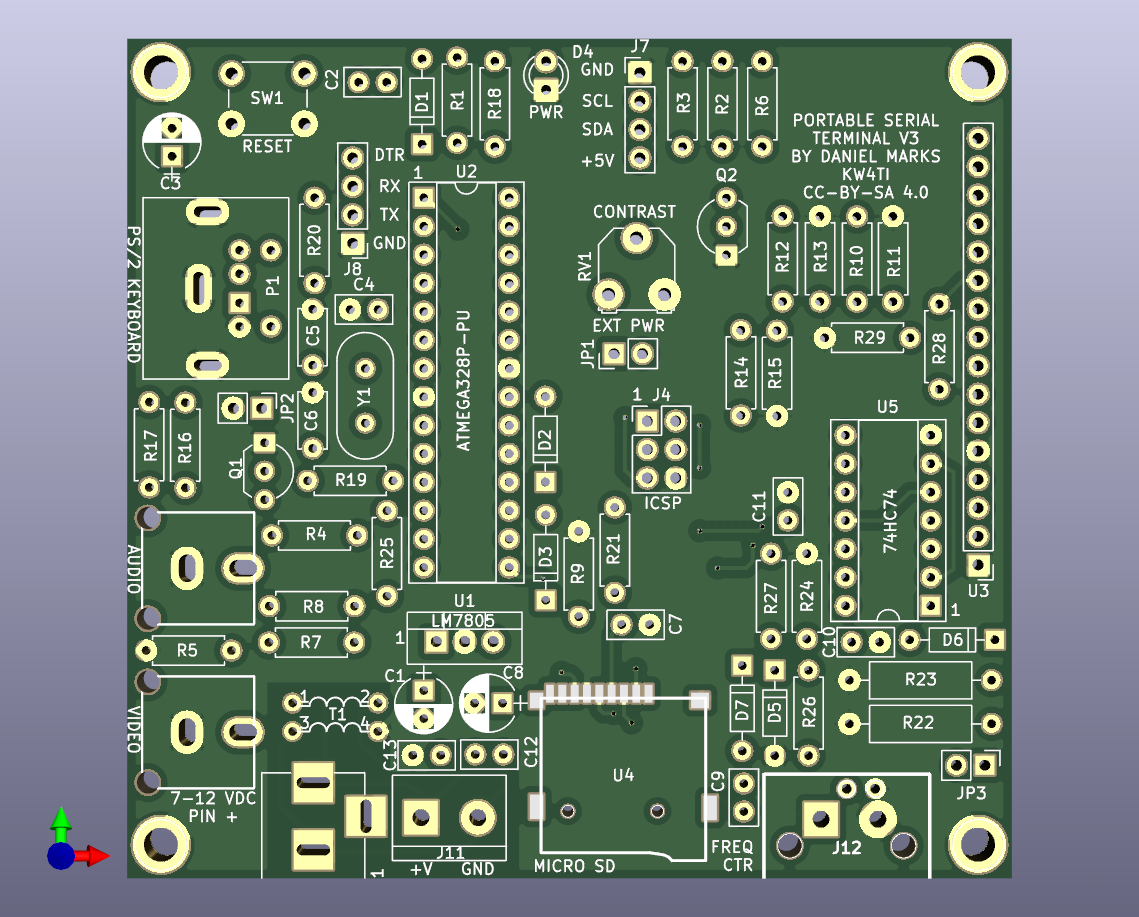 SW1
RESET
C2
C3
D1
R1
R18
D4
PWR
J7
GND
SCL
SDA
+5V
R3
R2
R6
PORTABLE SERIAL
TERMINAL V3
BY DANIEL MARKS
KW4TI
CC-BY-SA 4.0
DTR
RX
TX
GND
J8
1
U2
ATMEGA328P-PU
PS/2 KEYBOARD
P1
R20
C4
C5
C6
Y1
Q2
CONTRAST
RV1
EXT PWR
JP1
R12
R13
R10
R11
R29
R28
R14
R15
1 J4
ICSP
U5
74HC74
1
U3
JP2
R17
R16
Q1
R19
D2
D3
R4
R25
R9
R21
C11
R27
R24
AUDIO
R8
R7
R5
U1
LM7805
1
C7
C10
D6
C1
C8
VIDEO
1
2
T1
3
4
C13
C12
D7
D5
R26
R23
R22
U4
C9
JP3
7-12 VDC
PIN +
1
J11
+V
GND
MICRO SD
FREQ
CTR
J12